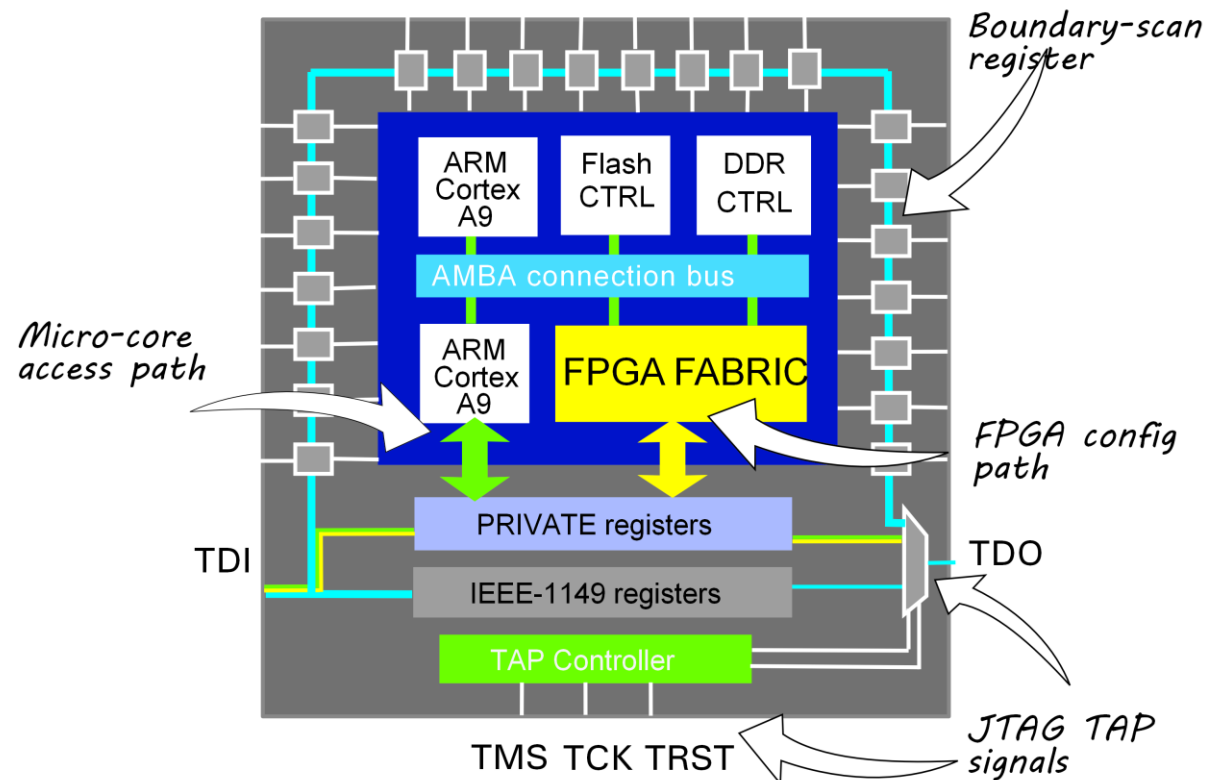 Boundary-scan
register
ARM
Cortex
A9
Flash
CTRL
DDR
CTRL
AMBA connection bus
Micro-core
access path
ARM
Cortex
A9
FPGA FABRIC
FPGA config
path
PRIVATE registers
TDI
TDO
IEEE-1149 registers
TAP Controller
JTAG TAP
signals
TMS TCK TRST